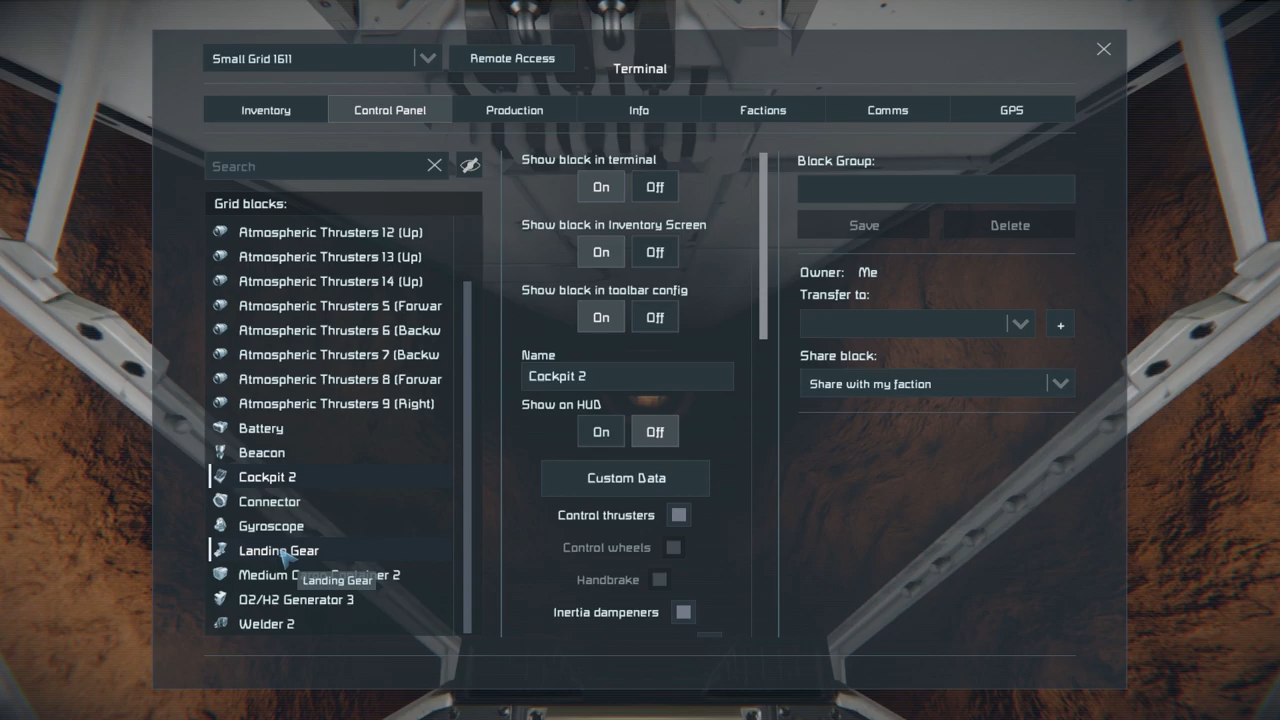 Small Grid 1611
Remote Access
Terminal
Inventory
Control Panel
Production
Info
Factions
Comms
GPS
Search
Grid blocks:
Atmospheric Thrusters 12 (Up)
Atmospheric Thrusters 13 (Up)
Atmospheric Thrusters 14 (Up)
Atmospheric Thrusters 5 (Forwar
Atmospheric Thrusters 6 (Backw
Atmospheric Thrusters 7 (Backw
Atmospheric Thrusters 8 (Forwar
Atmospheric Thrusters 9 (Right)
Battery
Beacon
Cockpit 2
Connector
Gyroscope
Landing Gear
Medium Cargo Container 2
Landing Gear
O2/H2 Generator 3
Welder 2
Show block in terminal
On Off
Show block in Inventory Screen
On Off
Show block in toolbar config
On Off
Name
Cockpit 2
Show on HUD
On Off
Custom Data
Control thrusters
Control wheels
Handbrake
Inertia dampeners
Block Group:
Save Delete
Owner: Me
Transfer to:
+
Share block:
Share with my faction